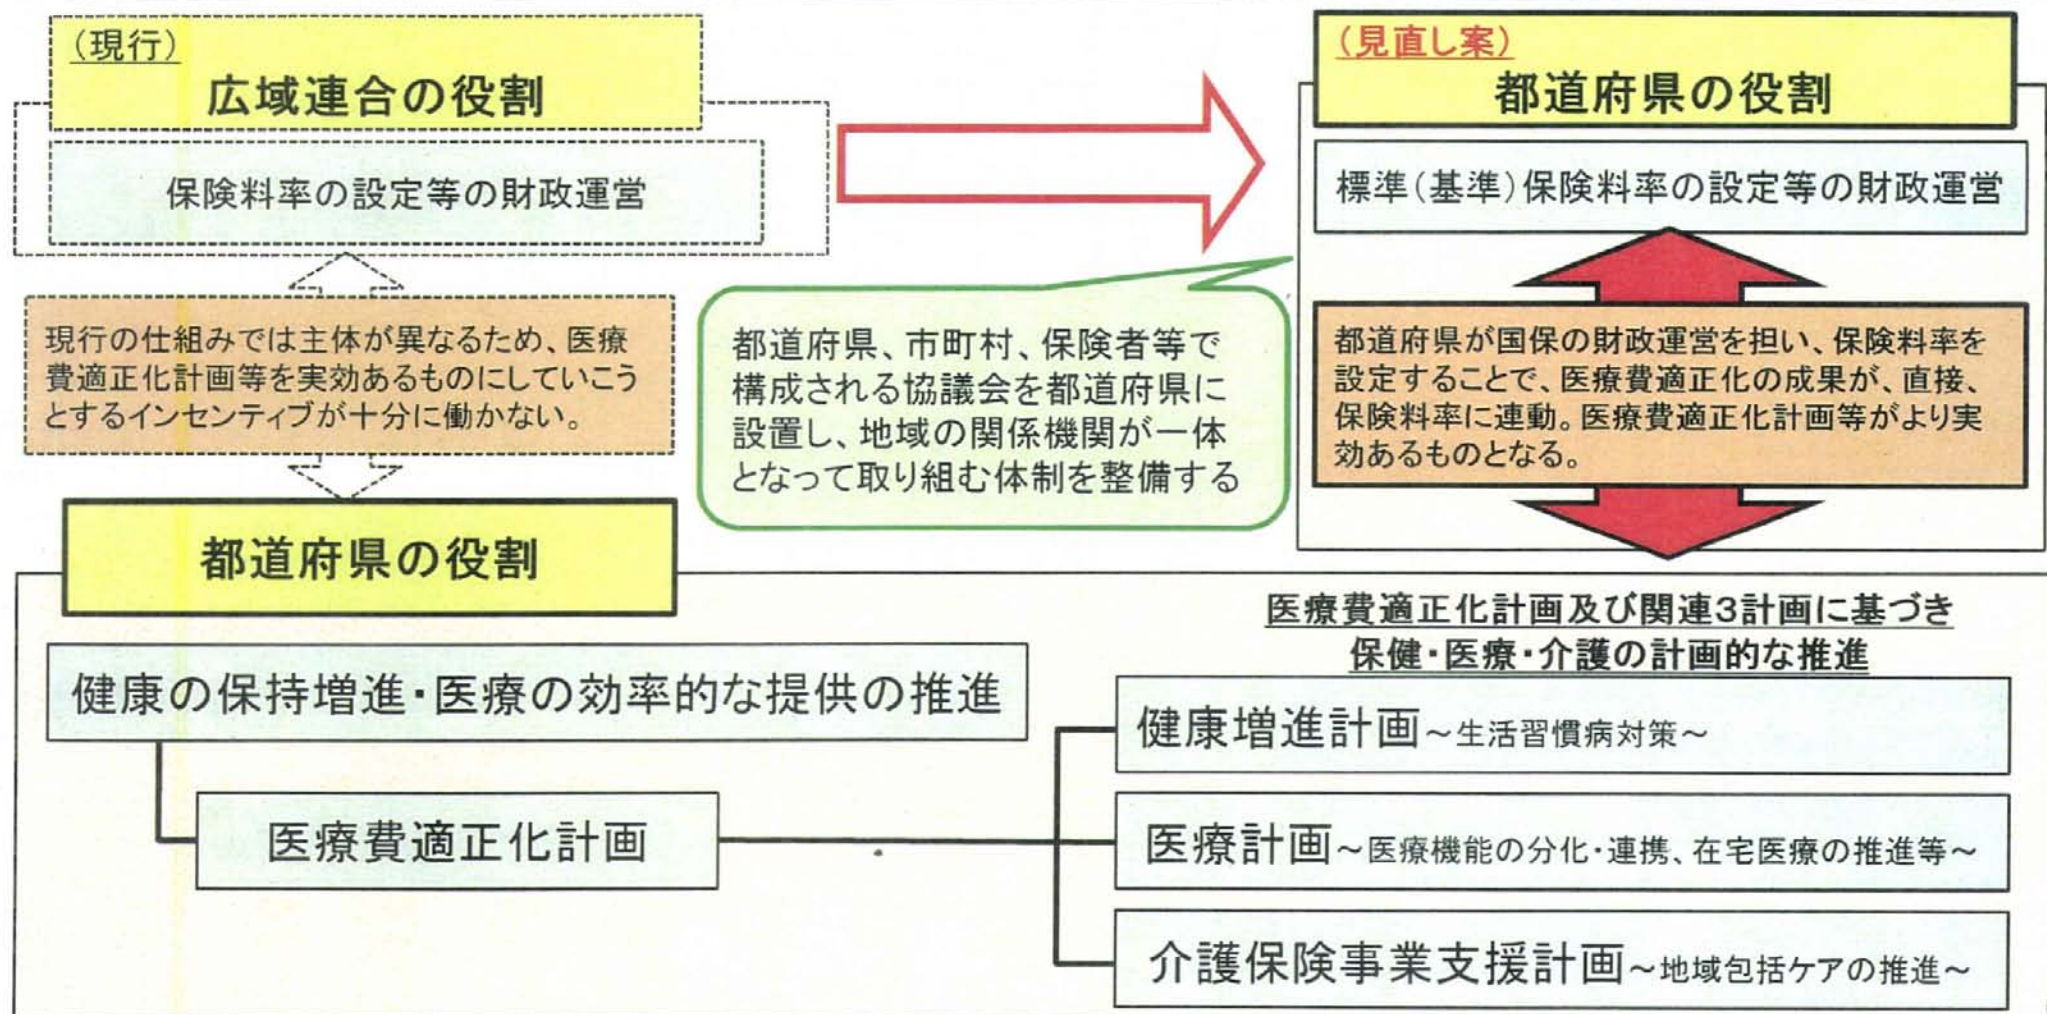 (現行)
広域連合の役割
保険料率の設定等の財政運営
現行の仕組みでは主体が異なるため、医療
費適正化計画等を実効あるものにしていこう
とするインセンティブが十分に働かない。
(見直し案)
都道府県の役割
標準(基準)保険料率の設定等の財政運営
都道府県が国保の財政運営を担い、保険料率を
設定することで、医療費適正化の成果が、直接、
保険料率に連動。医療費適正化計画等がより実
効あるものとなる。
都道府県、市町村、保険者等で
構成される協議会を都道府県に
設置し、地域の関係機関が一体
となって取り組む体制を整備する
都道府県の役割
健康の保持増進・医療の効率的な提供の推進
医療費適正化計画
医療費適正化計画及び関連3計画に基づき
保健・医療・介護の計画的な推進
健康増進計画~生活習慣病対策~
医療計画~医療機能の分化・連携、在宅医療の推進等~
介護保険事業支援計画~地域包括ケアの推進~